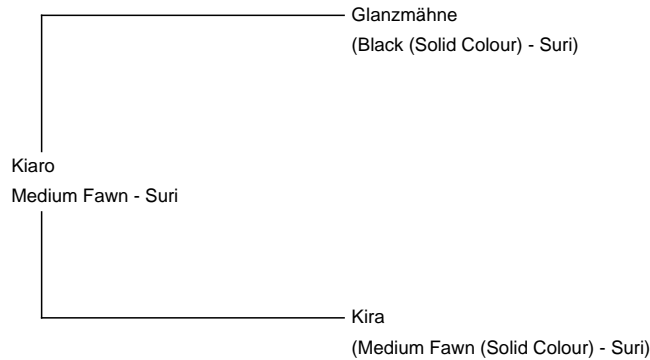 Glanzmähne
(Black (Solid Colour) - Suri)
Kiaro
Medium Fawn - Suri
Kira
(Medium Fawn (Solid Colour) - Suri)